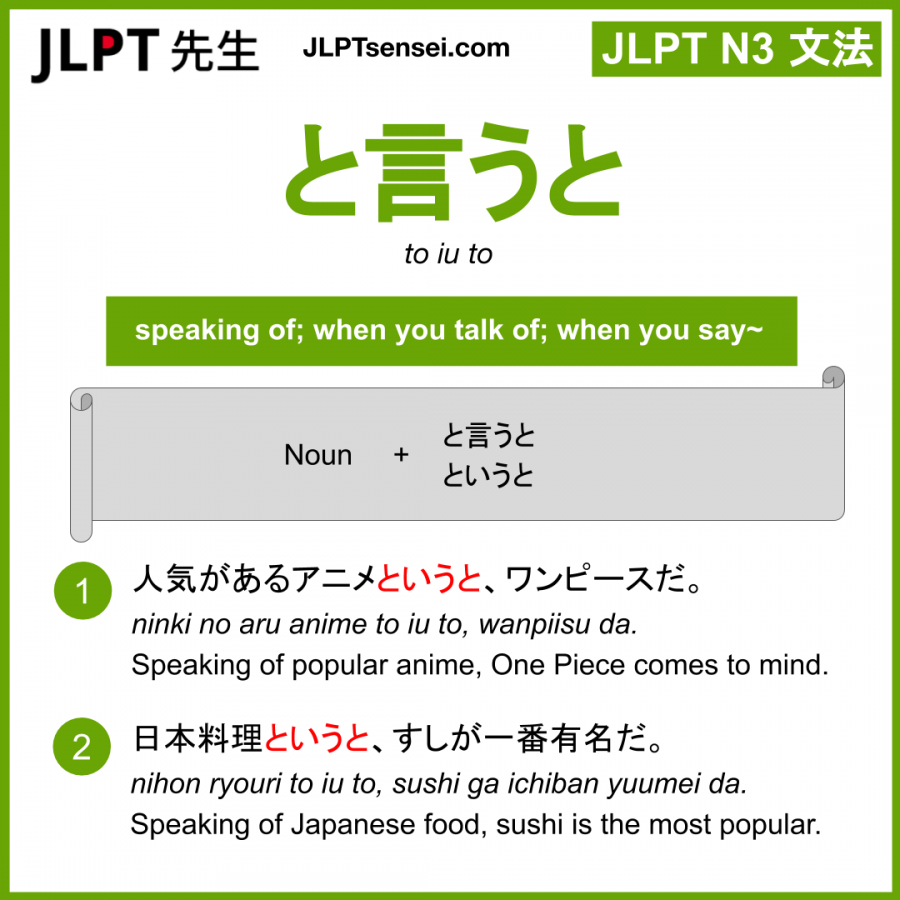 JLPT 先生
JLPTsensei.com
JLPT N3 文法
と言うと
to iu to
speaking of; when you talk of; when you say~
Noun + と言うと
というと
1
人気があるアニメというと、ワンピースだ。
ninki no aru anime to iu to, wanpiisu da.
Speaking of popular anime, One Piece comes to mind.
2
日本料理というと、すしが一番有名だ。
nihon ryouri to iu to, sushi ga ichiban yuumei da.
Speaking of Japanese food, sushi is the most popular.